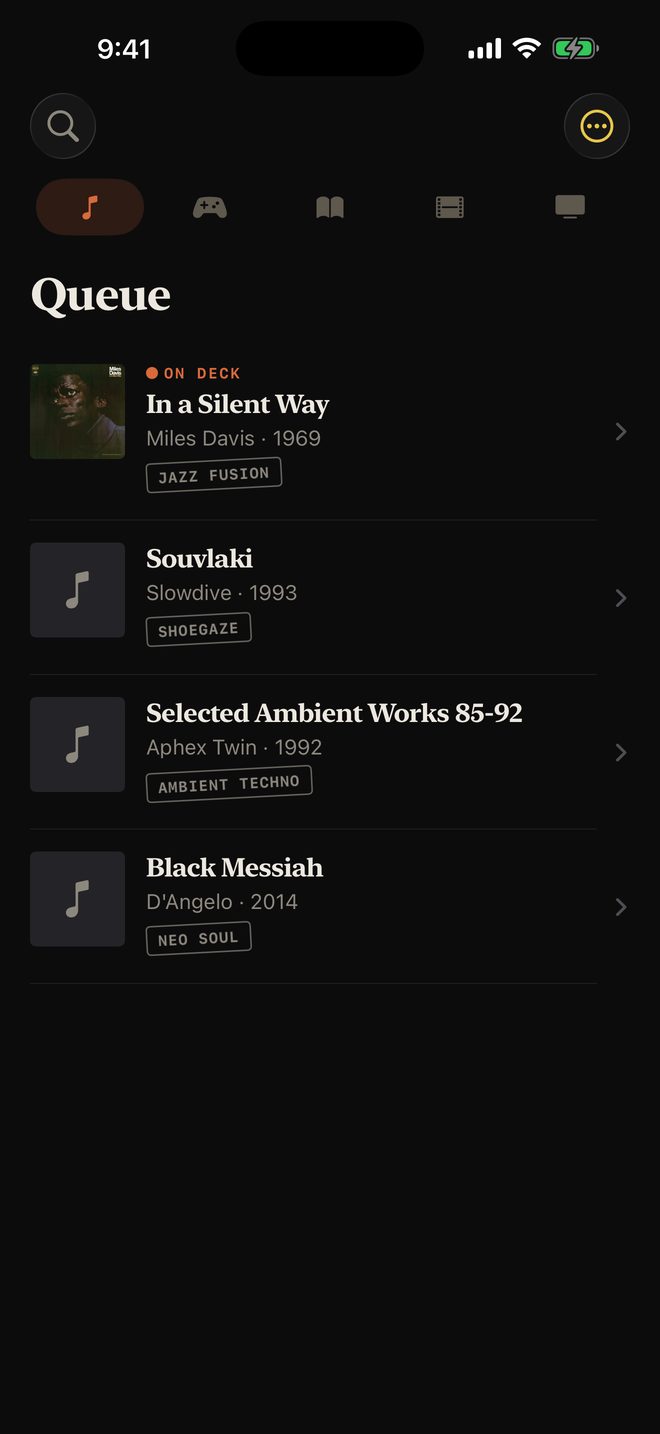 9:41
Queue
ON DECK
In a Silent Way
Miles Davis · 1969
JAZZ FUSION
Souvlaki
Slowdive · 1993
SHOEGAZE
Selected Ambient Works 85-92
Aphex Twin · 1992
AMBIENT TECHNO
Black Messiah
D'Angelo · 2014
NEO SOUL